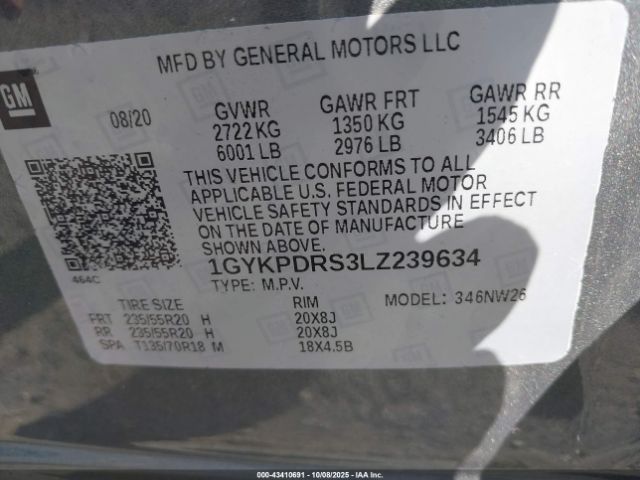 MFD BY GENERAL MOTORS LLC
GM
08/20 GVWR GAWR FRT GAWR RR
2722 KG 1350 KG 1545 KG
6001 LB 2976 LB 3406 LB
THIS VEHICLE CONFORMS TO ALL
APPLICABLE U.S. FEDERAL MOTOR
VEHICLE SAFETY STANDARDS IN EFFECT
ON THE DATE OF MANUFACTURE
SHOWN ABOVE.
1GYKPDRS3LZ239634
464C
TYPE: M.P.V. MODEL: 346NW26
TIRE SIZE RIM
FRT 235/55R20 H 20X8J
RR 235/55R20 H 20X8J
SPA T135/70R18 M 18X4.5B
000-43410691 - 10/08/2025 - IAA, Inc.